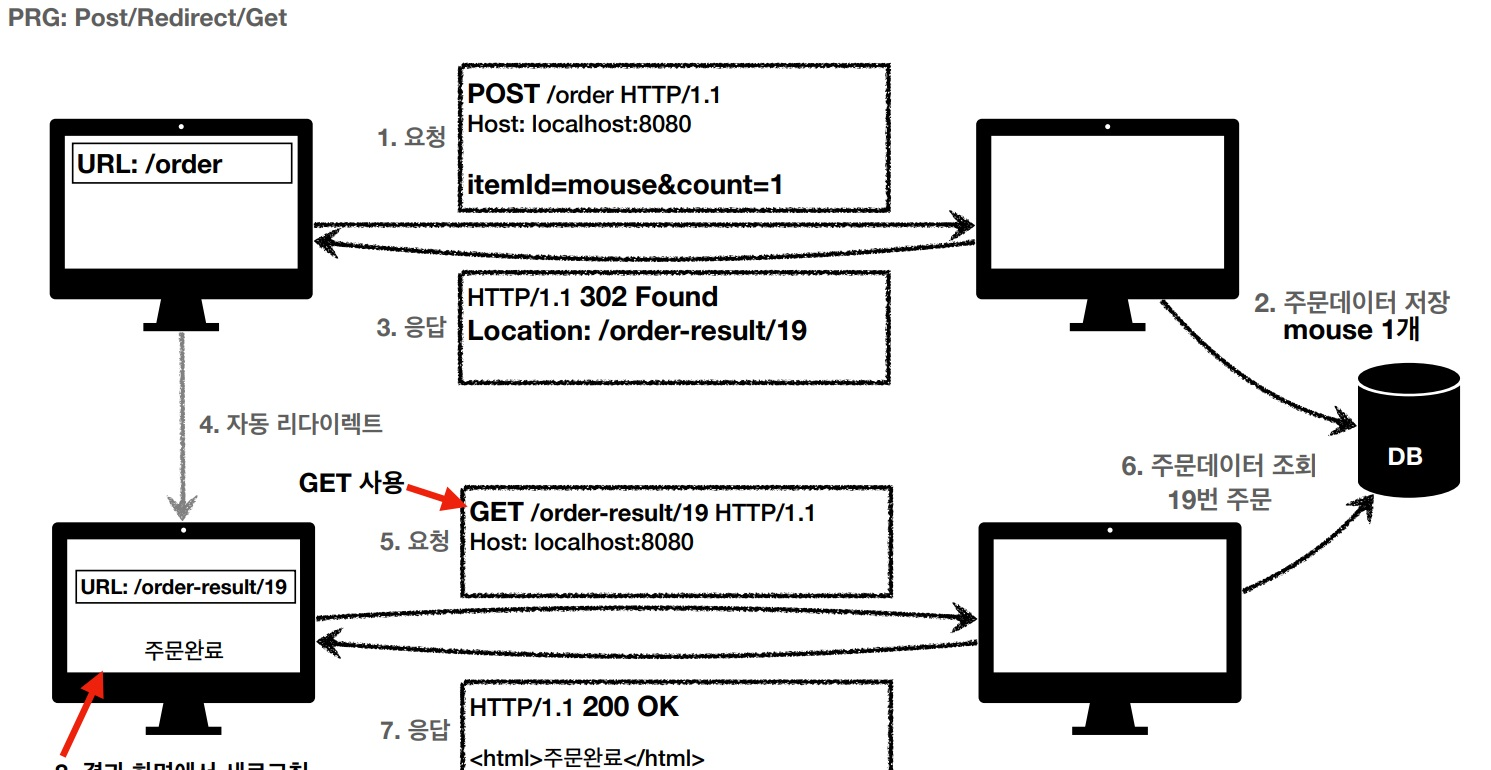 PRG: Post/Redirect/Get
POST /order HTTP/1.1
Host: localhost:8080
itemId=mouse&count=1
1. 요청
URL: /order
HTTP/1.1 302 Found
Location: /order-result/19
3. 응답
2. 주문데이터 저장
mouse 1개
4. 자동 리다이렉트
DB
6. 주문데이터 조회
19번 주문
GET 사용
GET /order-result/19 HTTP/1.1
Host: localhost:8080
5. 요청
URL: /order-result/19
주문완료
HTTP/1.1 200 OK
<html>주문완료</html>
7. 응답